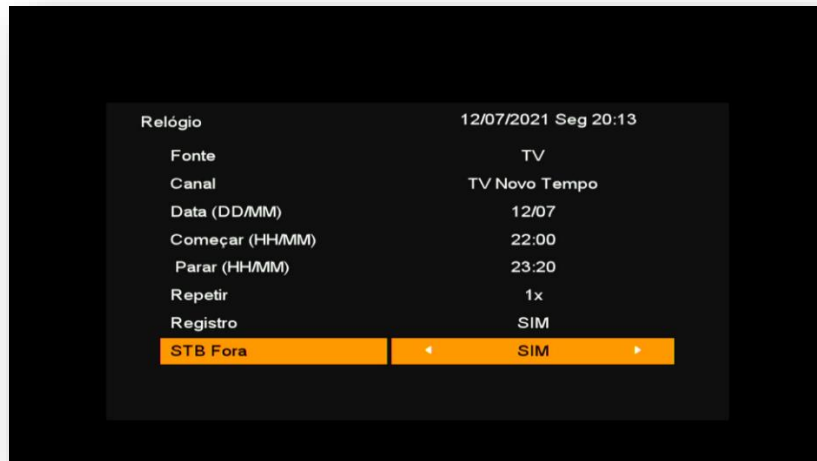 Relógio 12/07/2021 Seg 20:13
Fonte TV
Canal TV Novo Tempo
Data (DD/MM) 12/07
Começar (HH/MM) 22:00
Parar (HH/MM) 23:20
Repetir 1x
Registro SIM
STB Fora SIM